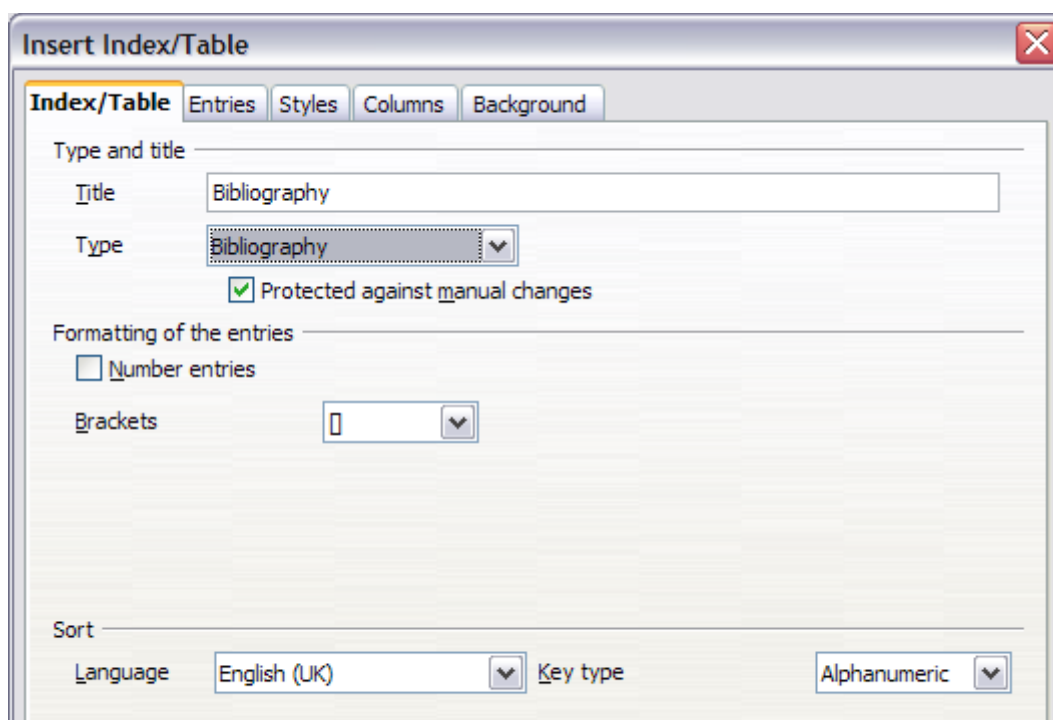 Insert Index/Table
Index/Table Entries Styles Columns Background
Type and title
Title Bibliography
Type Bibliography
Protected against manual changes
Formatting of the entries
Number entries
Brackets []
Sort
Language English (UK) Key type Alphanumeric